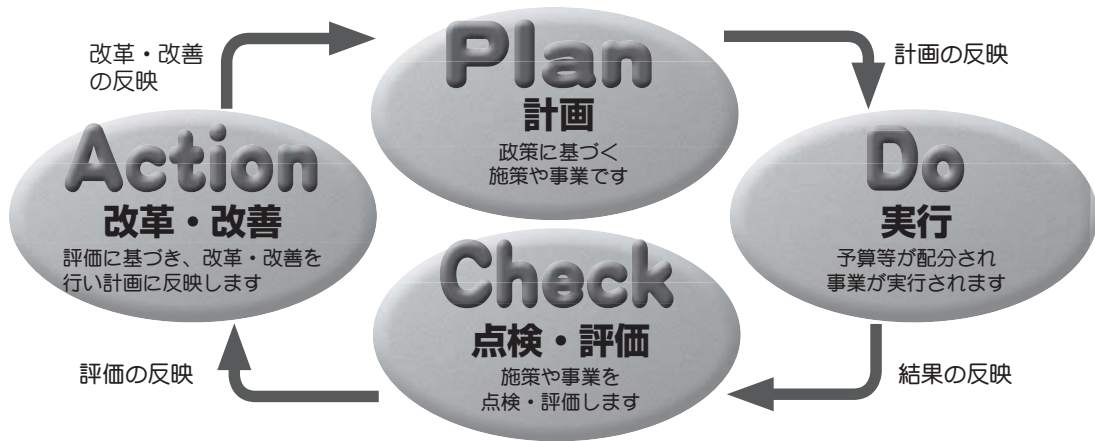 Plan
計画
政策に基づく
施策や事業です
計画の反映
Do
実行
予算等が配分され
事業が実行されます
結果の反映
Check
点検・評価
施策や事業を
点検・評価します
評価の反映
Action
改革・改善
評価に基づき、改革・改善を
行い計画に反映します
改革・改善
の反映